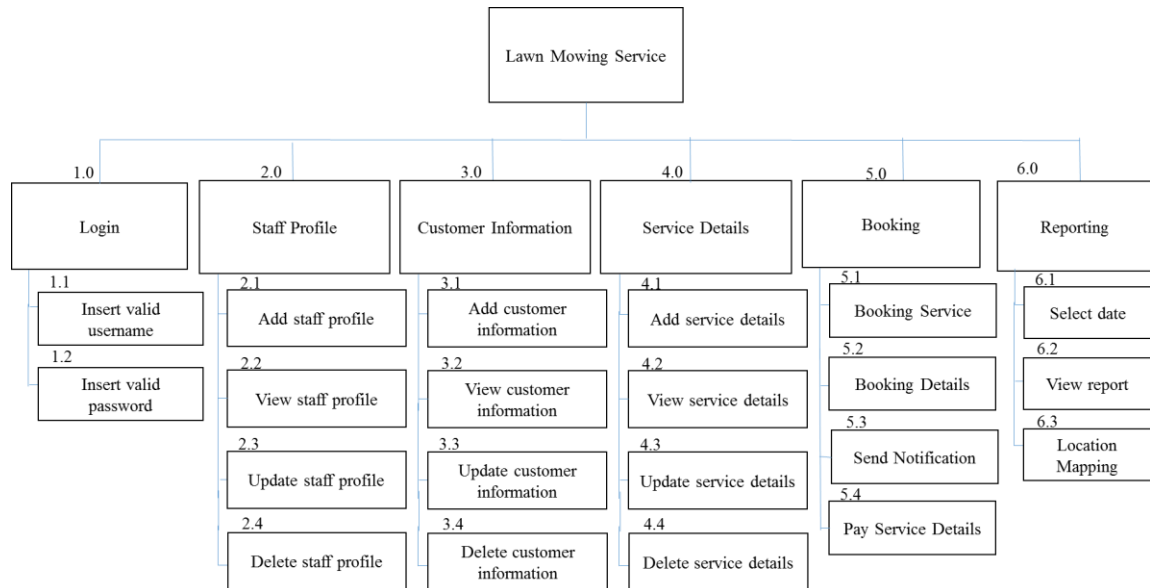 Lawn Mowing Service
1.0
2.0
3.0
4.0
5.0
6.0
Login
Staff Profile
Customer Information
Service Details
Booking
Reporting
1.1
Insert valid
username
1.2
Insert valid
password
2.1
Add staff profile
2.2
View staff profile
2.3
Update staff profile
2.4
Delete staff profile
3.1
Add customer
information
3.2
View customer
information
3.3
Update customer
information
3.4
Delete customer
information
4.1
Add service details
4.2
View service details
4.3
Update service details
4.4
Delete service details
5.1
Booking Service
5.2
Booking Details
5.3
Send Notification
5.4
Pay Service Details
6.1
Select date
6.2
View report
6.3
Location
Mapping